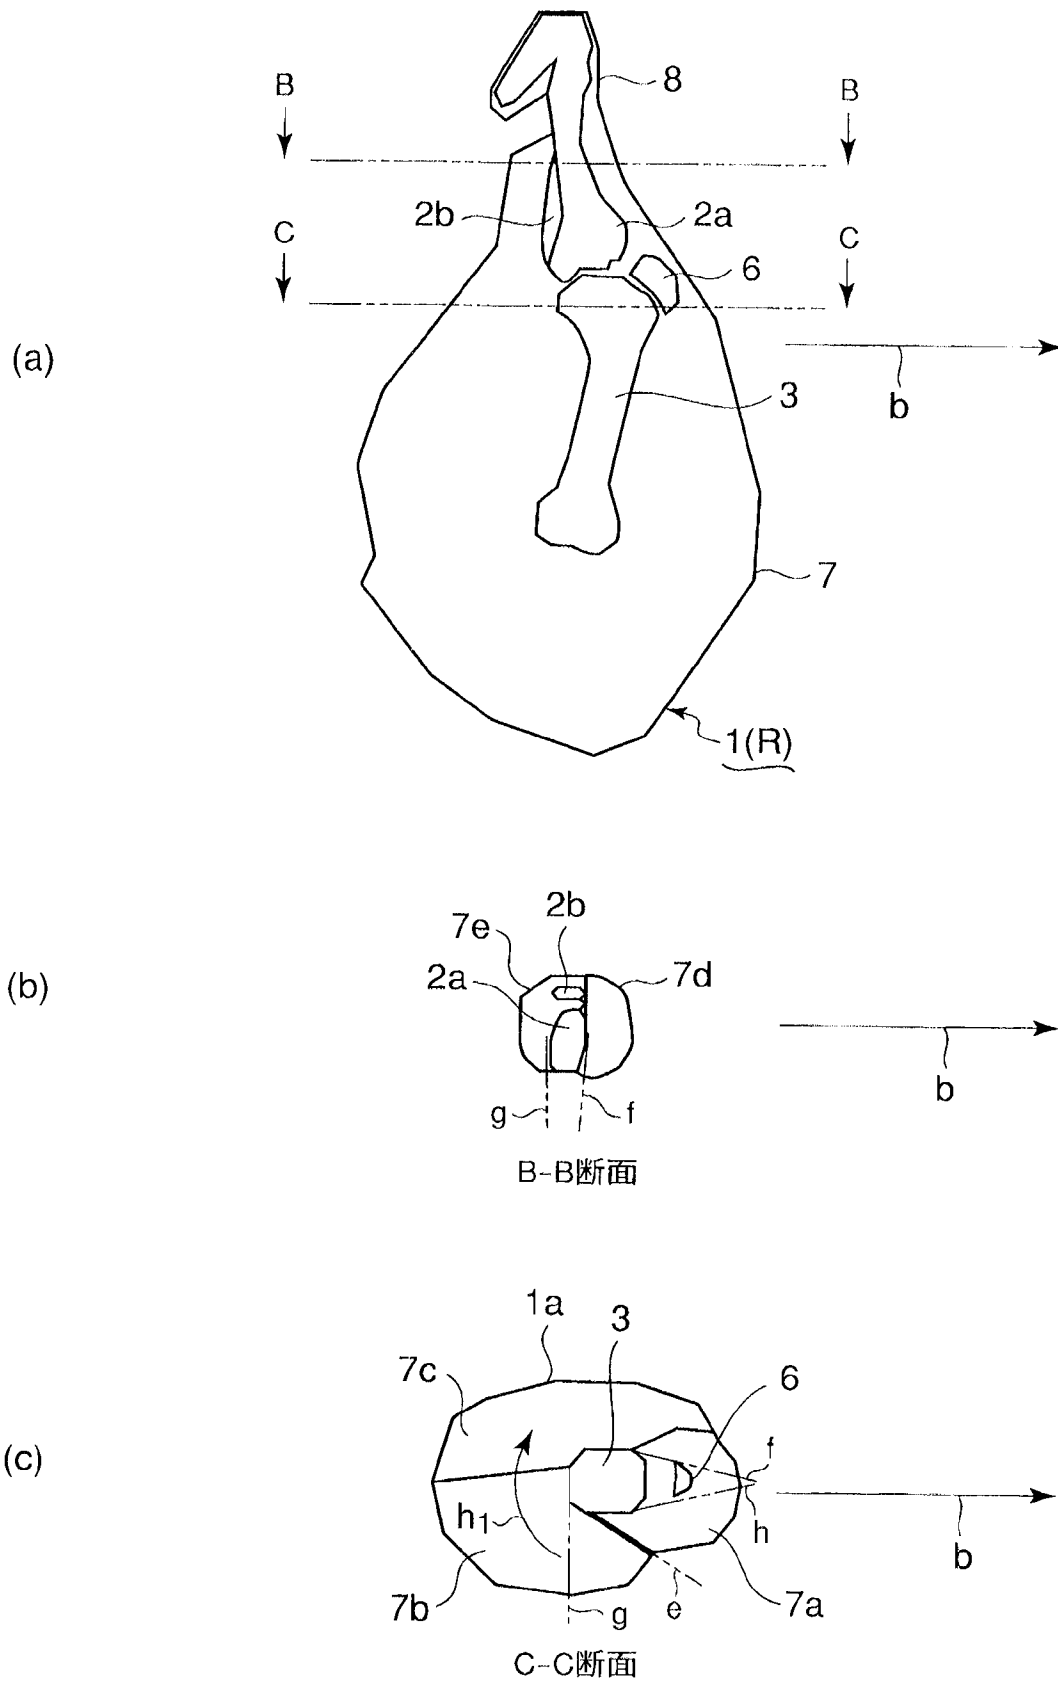 8
B B
2b 2a
C C
6
(a)
3
b
7
1(R)
2b
7e
(b)
2a 7d
b
g f
B-B断面
1a 3
7c 6
(c)
f
h1 h
b
7b e 7a
g
C-C断面